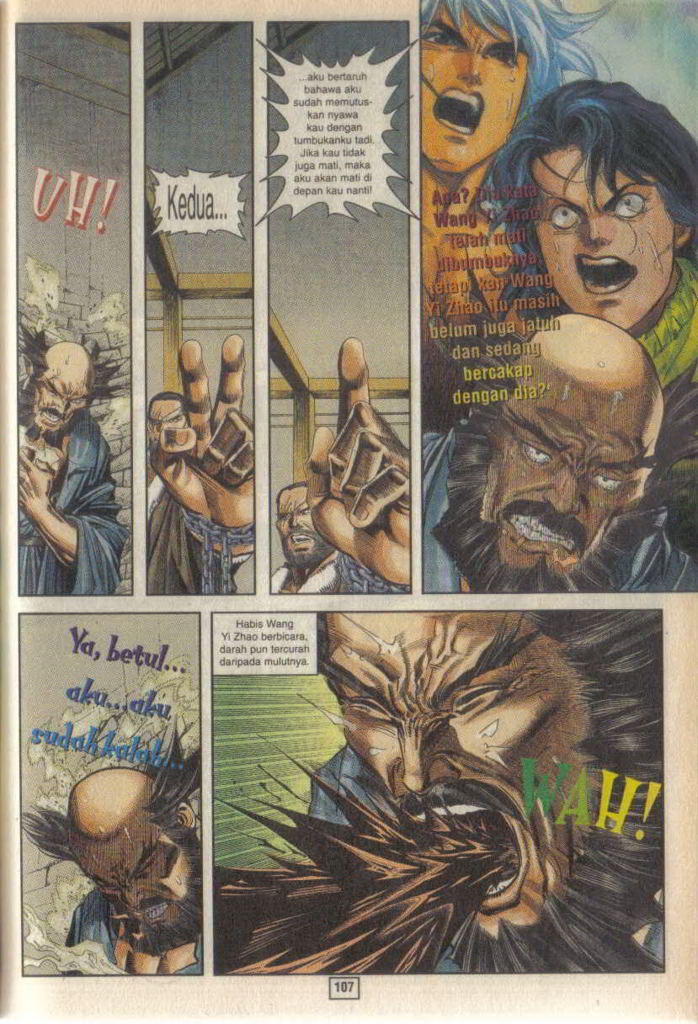 UH!
Kedua...
...aku bertaruh
bahawa aku
sudah memutus-
kan nyawa
kau dengan
tumbukanku tadi.
Jika kau tidak
juga mati, maka
aku akan mati di
depan kau nanti!
Apa? Dia kata
Wang Yi Zhao
telah mati
ditumbuknya,
tetapi kan Wang
Yi Zhao itu masih
belum juga jatuh
dan sedang
bercakap
dengan dia?
Ya, betul...
aku...aku
sudah kalah...
Habis Wang
Yi Zhao berbicara,
darah pun tercurah
daripada mulutnya.
WAH!
107